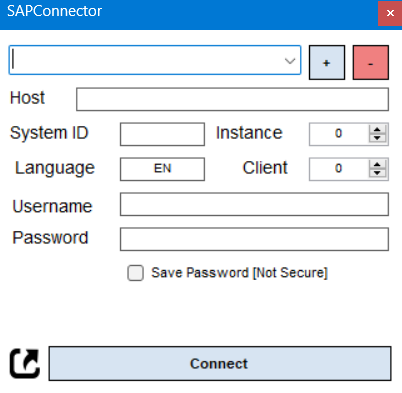 SAPConnector
+ -
Host
System ID Instance 0
Language EN Client 0
Username
Password
Save Password [Not Secure]
Connect